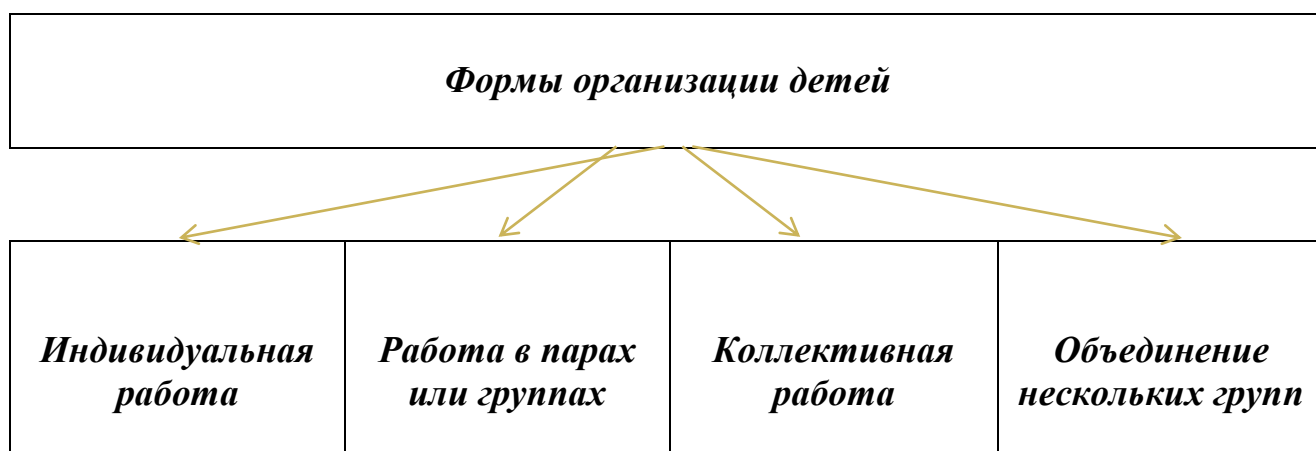 Формы организации детей
Индивидуальная
работа
Работа в парах
или группах
Коллективная
работа
Объединение
нескольких групп